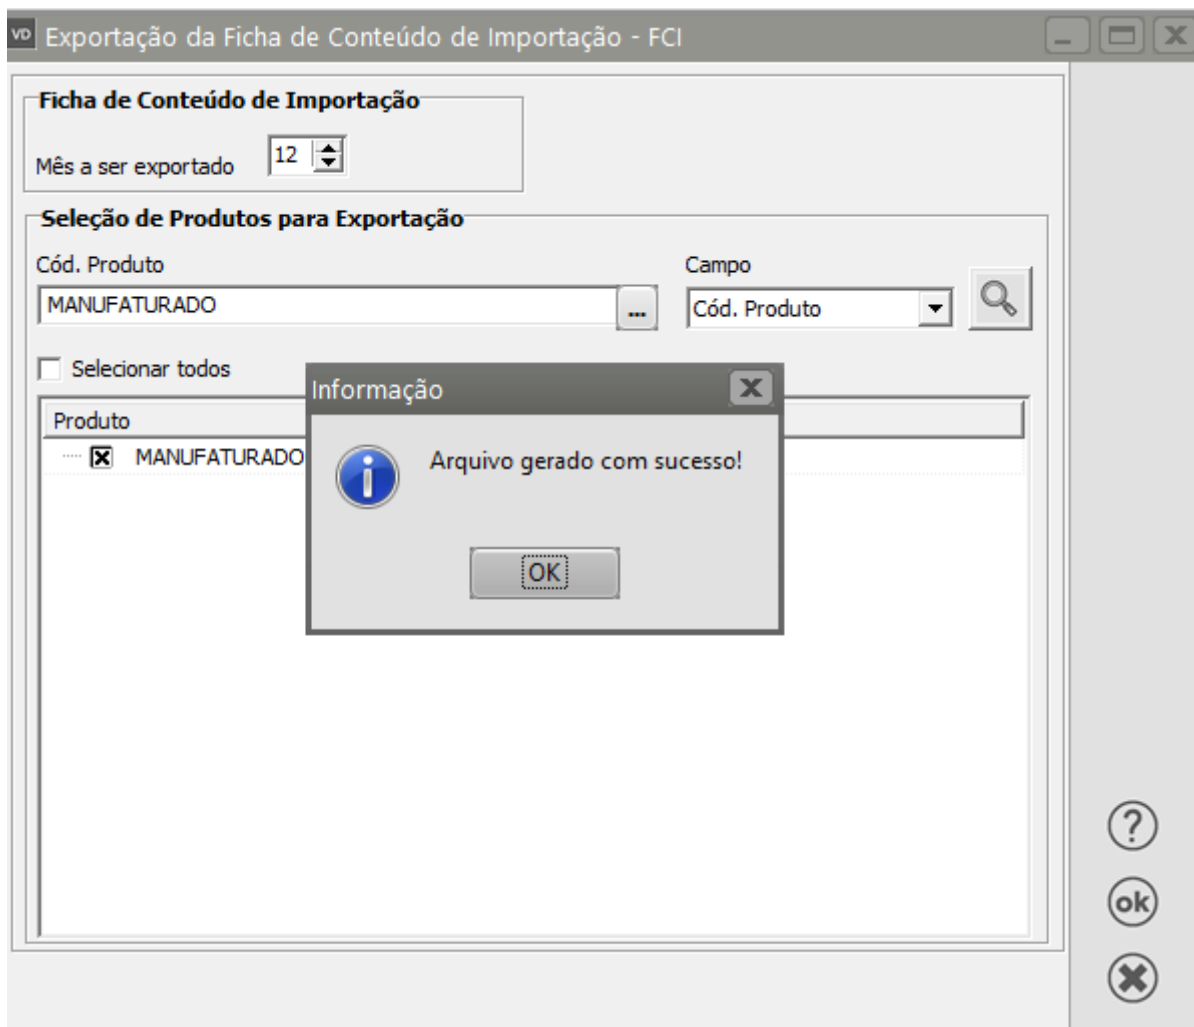 VD Exportação da Ficha de Conteúdo de Importação - FCI
Ficha de Conteúdo de Importação
Mês a ser exportado 12
Seleção de Produtos para Exportação
Cód. Produto Campo
MANUFATURADO ... Cód. Produto
Selecionar todos
Informação
Produto
MANUFATURADO
Arquivo gerado com sucesso!
OK
?
ok